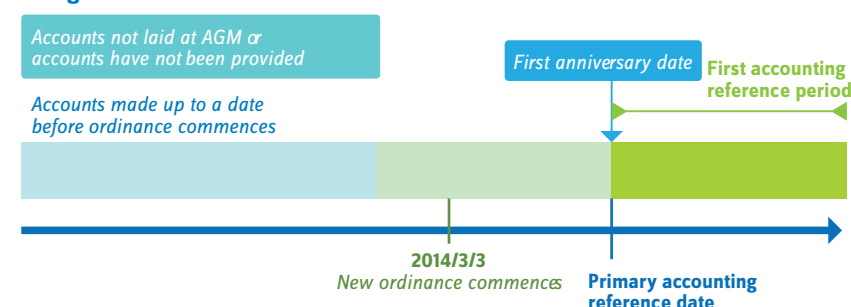 Accounts not laid at AGM or
accounts have not been provided
First anniversary date
First accounting
reference period
Accounts made up to a date
before ordinance commences
2014/3/3
New ordinance commences
Primary accounting
reference date